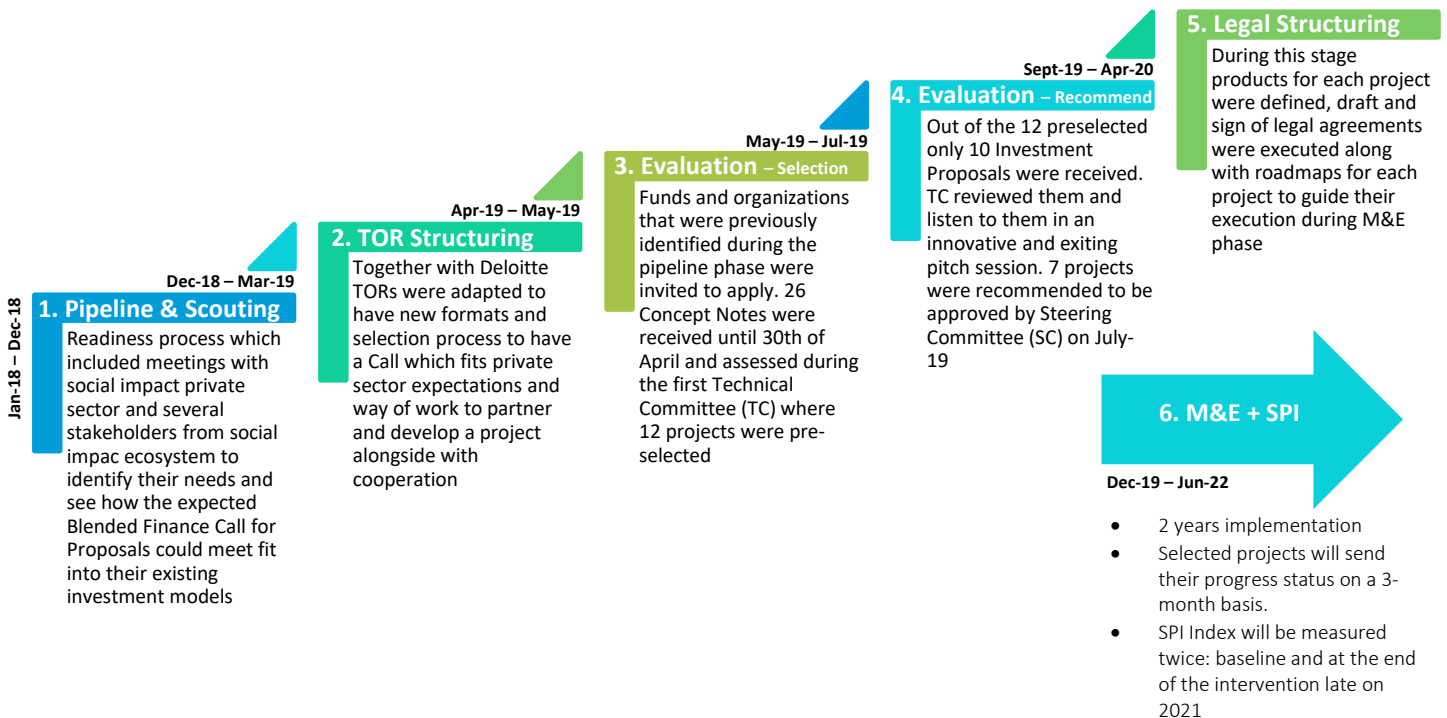 Jan-18 – Dec-18
1. Pipeline & Scouting
Readiness process which
included meetings with
social impact private
sector and several
stakeholders from social
impac ecosystem to
identify their needs and
see how the expected
Blended Finance Call for
Proposals could meet fit
into their existing
investment models
Dec-18 – Mar-19
2. TOR Structuring
Together with Deloitte
TORs were adapted to
have new formats and
selection process to have
a Call which fits private
sector expectations and
way of work to partner
and develop a project
alongside with
cooperation
Apr-19 – May-19
3. Evaluation – Selection
Funds and organizations
that were previously
identified during the
pipeline phase were
invited to apply. 26
Concept Notes were
received until 30th of
April and assessed during
the first Technical
Committee (TC) where
12 projects were pre-
selected
May-19 – Jul-19
4. Evaluation – Recommend
Out of the 12 preselected
only 10 Investment
Proposals were received.
TC reviewed them and
listen to them in an
innovative and exiting
pitch session. 7 projects
were recommended to be
approved by Steering
Committee (SC) on July-
19
Sept-19 – Apr-20
5. Legal Structuring
During this stage
products for each project
were defined, draft and
sign of legal agreements
were executed along
with roadmaps for each
project to guide their
execution during M&E
phase
6. M&E + SPI
Dec-19 – Jun-22
• 2 years implementation
• Selected projects will send
their progress status on a 3-
month basis.
• SPI Index will be measured
twice: baseline and at the end
of the intervention late on
2021